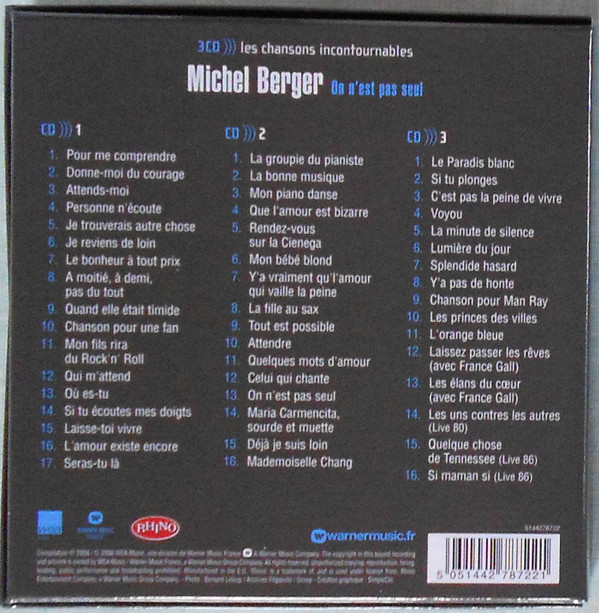 3CD ))) les chansons incontournables
Michel Berger On n'est pas seul
CD ))) 1
1. Pour me comprendre
2. Donne-moi du courage
3. Attends-moi
4. Personne n'écoute
5. Je trouverais autre chose
6. Je reviens de loin
7. Le bonheur à tout prix
8. A moitié, à demi,
pas du tout
9. Quand elle était timide
10. Chanson pour une fan
11. Mon fils rira
du Rock'n' Roll
12. Qui m'attend
13. Où es-tu
14. Si tu écoutes mes doigts
15. Laisse-toi vivre
16. L'amour existe encore
17. Seras-tu là
CD ))) 2
1. La groupie du pianiste
2. La bonne musique
3. Mon piano danse
4. Que l'amour est bizarre
5. Rendez-vous
sur la Cienega
6. Mon bébé blond
7. Y'a vraiment qu'l'amour
qui vaille la peine
8. La fille au sax
9. Tout est possible
10. Attendre
11. Quelques mots d'amour
12. Celui qui chante
13. On n'est pas seul
14. Maria Carmencita,
sourde et muette
15. Déjà je suis loin
16. Mademoiselle Chang
CD ))) 3
1. Le Paradis blanc
2. Si tu plonges
3. C'est pas la peine de vivre
4. Voyou
5. La minute de silence
6. Lumière du jour
7. Splendide hasard
8. Y'a pas de honte
9. Chanson pour Man Ray
10. Les princes des villes
11. L'orange bleue
12. Laissez passer les rêves
(avec France Gall)
13. Les élans du cœur
(avec France Gall)
14. Les uns contres les autres
(Live 80)
15. Quelque chose
de Tennessee (Live 86)
16. Si maman si (Live 86)
WARNER MUSIC
RHINO
warnermusic.fr
5144278722
5 051442 787221